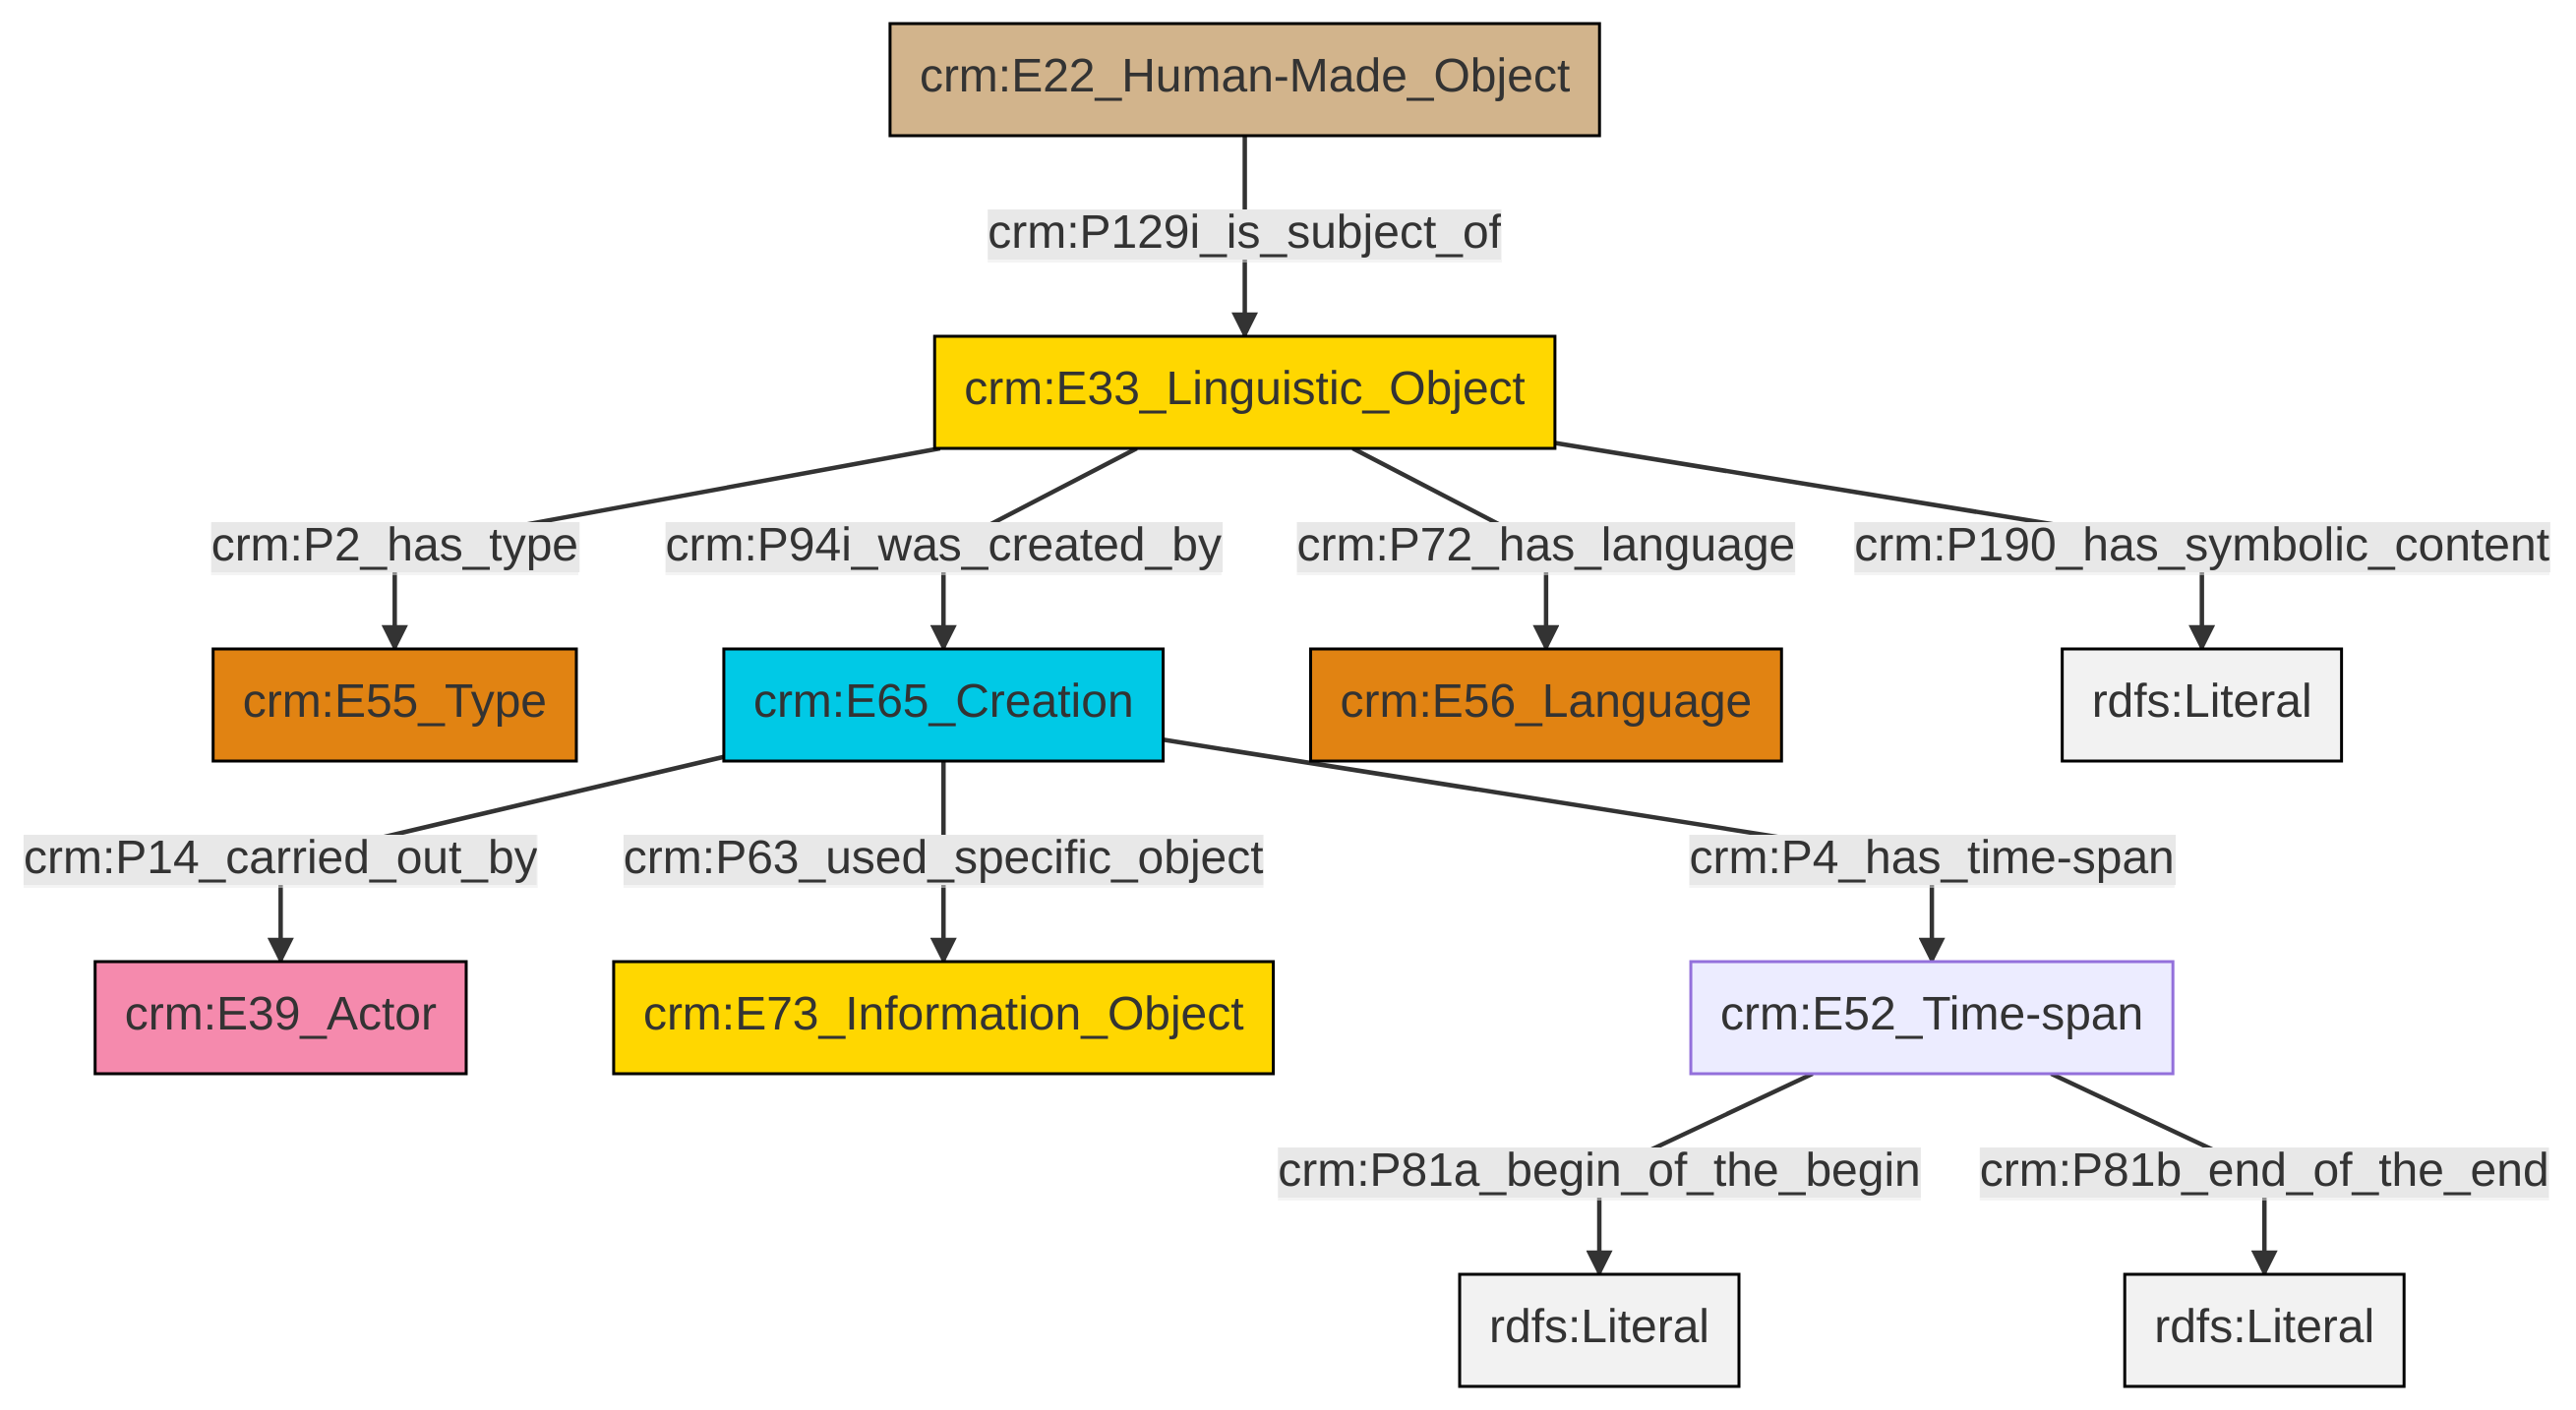 crm:E22_Human-Made_Object
crm:P129i_is_subject_of
crm:E33_Linguistic_Object
crm:P2_has_type
crm:P94i_was_created_by
crm:P72_has_language
crm:P190_has_symbolic_content
crm:E55_Type
crm:E65_Creation
crm:E56_Language
rdfs:Literal
crm:P14_carried_out_by
crm:P63_used_specific_object
crm:P4_has_time-span
crm:E39_Actor
crm:E73_Information_Object
crm:E52_Time-span
crm:P81a_begin_of_the_begin
crm:P81b_end_of_the_end
rdfs:Literal
rdfs:Literal